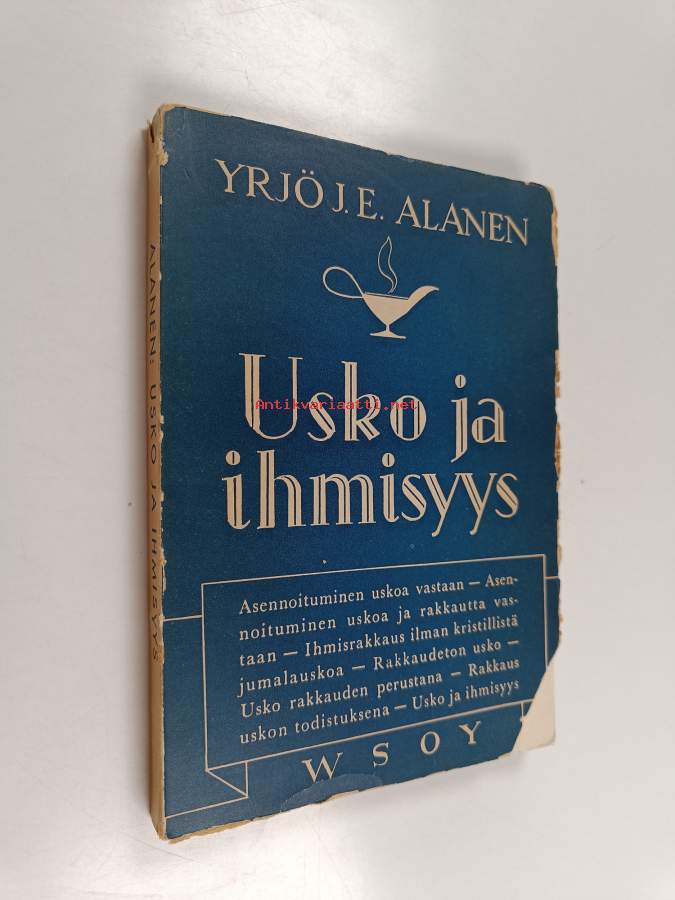 YRJÖ J. E. ALANEN
Usko ja
Antikvariaatti.net
ihmisyys
Asennoituminen uskoa vastaan — Asen-
noituminen uskoa ja rakkautta vas-
taan — Ihmisrakkaus ilman kristillistä
jumalauskoa — Rakkaudeton usko —
Usko rakkauden perustana — Rakkaus
uskon todistuksena — Usko ja ihmisyys
WSOY
ALANEN: USKO JA IHMISYYS